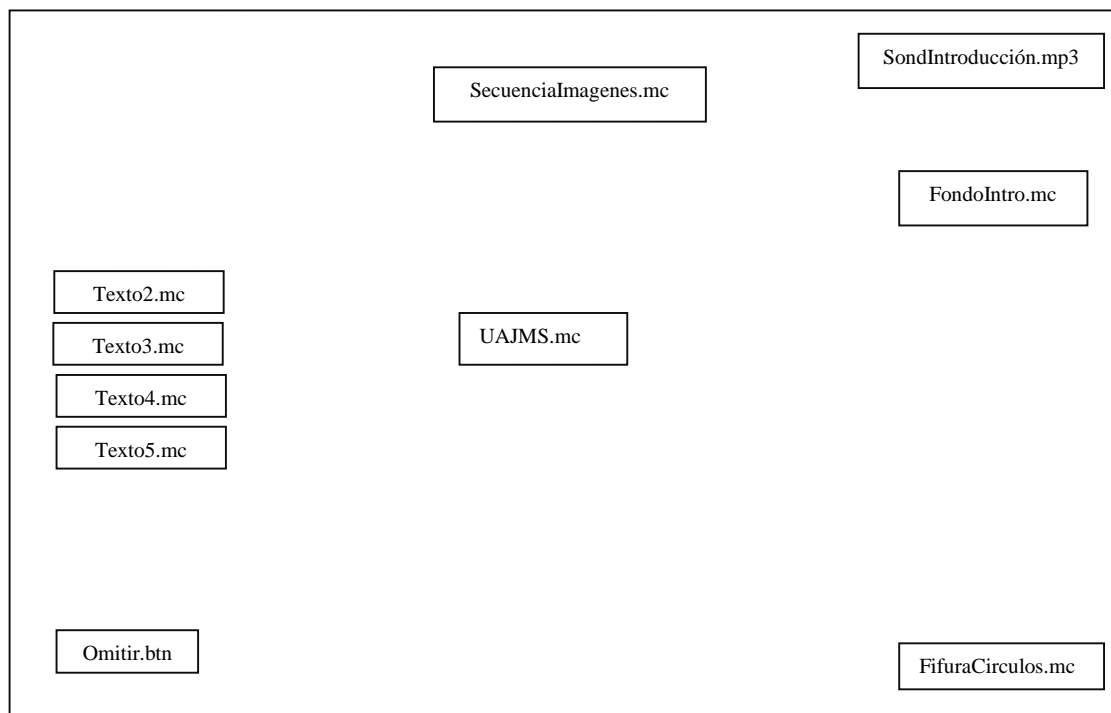 SondIntroducción.mp3
SecuenciaImagenes.mc
FondoIntro.mc
Texto2.mc
UAJMS.mc
Texto3.mc
Texto4.mc
Texto5.mc
Omitir.btn
FifuraCirculos.mc